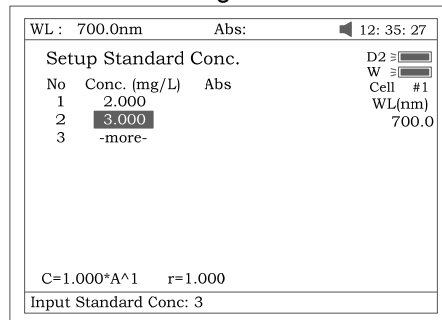 WL: 700.0nm Abs: 12: 35: 27
Setup Standard Conc.
No Conc. (mg/L) Abs
1 2.000
2 3.000
3 -more-
D2
W
Cell #1
WL(nm)
700.0
C=1.000*A^1 r=1.000
Input Standard Conc: 3